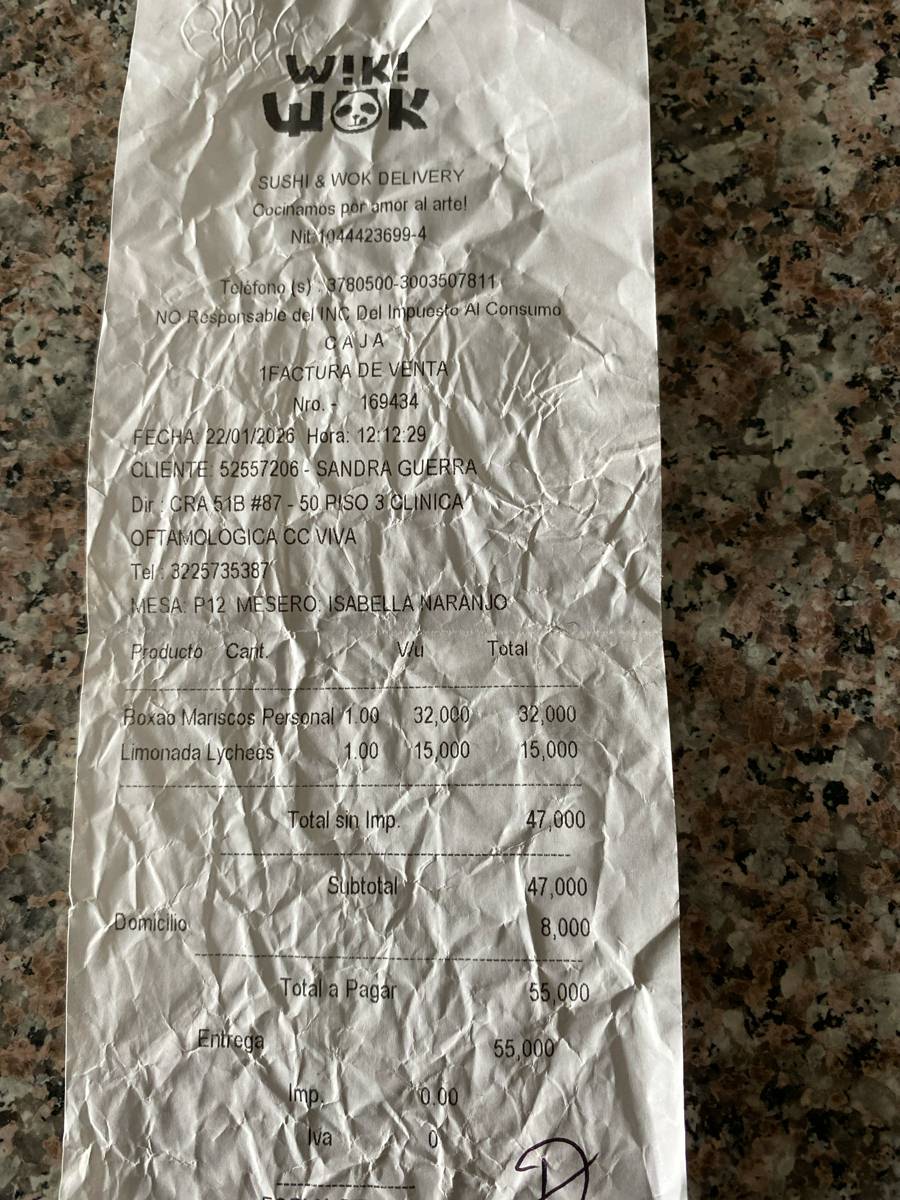 WIKI
WOK
SUSHI & WOK DELIVERY
Cocinamos por amor al arte!
Nit 1044423699-4
Teléfono (s) : 3780500-3003507811
NO Responsable del INC Del Impuesto Al Consumo
C A J A
1FACTURA DE VENTA
Nro. - 169434
FECHA: 22/01/2026 Hora: 12:12:29
CLIENTE: 52557206 - SANDRA GUERRA
Dir : CRA 51B #87 - 50 PISO 3 CLINICA
OFTAMOLOGICA CC VIVA
Tel : 3225735387
MESA: P12 MESERO: ISABELLA NARANJO
Producto Cant. V/u Total
Boxao Mariscos Personal 1.00 32,000 32,000
Limonada Lychees 1.00 15,000 15,000
Total sin Imp. 47,000
Subtotal 47,000
Domicilio 8,000
Total a Pagar 55,000
Entrega 55,000
Imp. 0.00
Iva 0